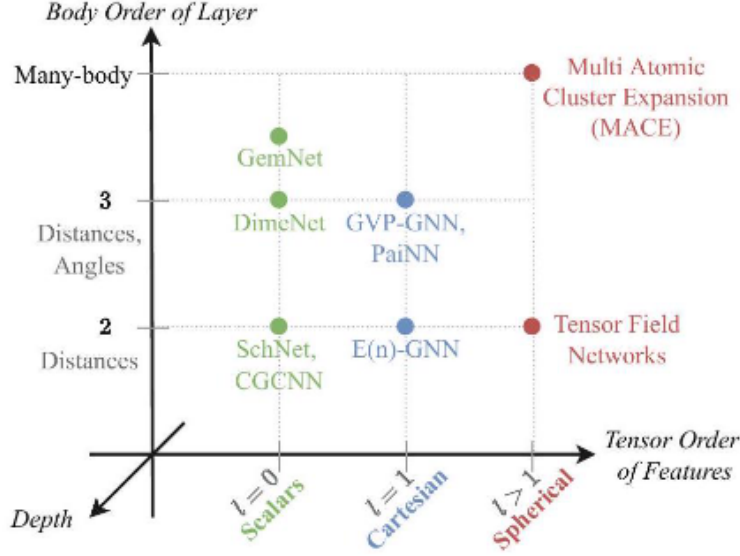 Body Order of Layer
Many-body
Multi Atomic
Cluster Expansion
(MACE)
GemNet
3
Distances,
Angles
DimeNet
GVP-GNN,
PaiNN
2
Distances
SchNet,
CGCNN
E(n)-GNN
Tensor Field
Networks
Tensor Order
of Features
Depth
l = 0
Scalars
l = 1
Cartesian
l > 1
Spherical